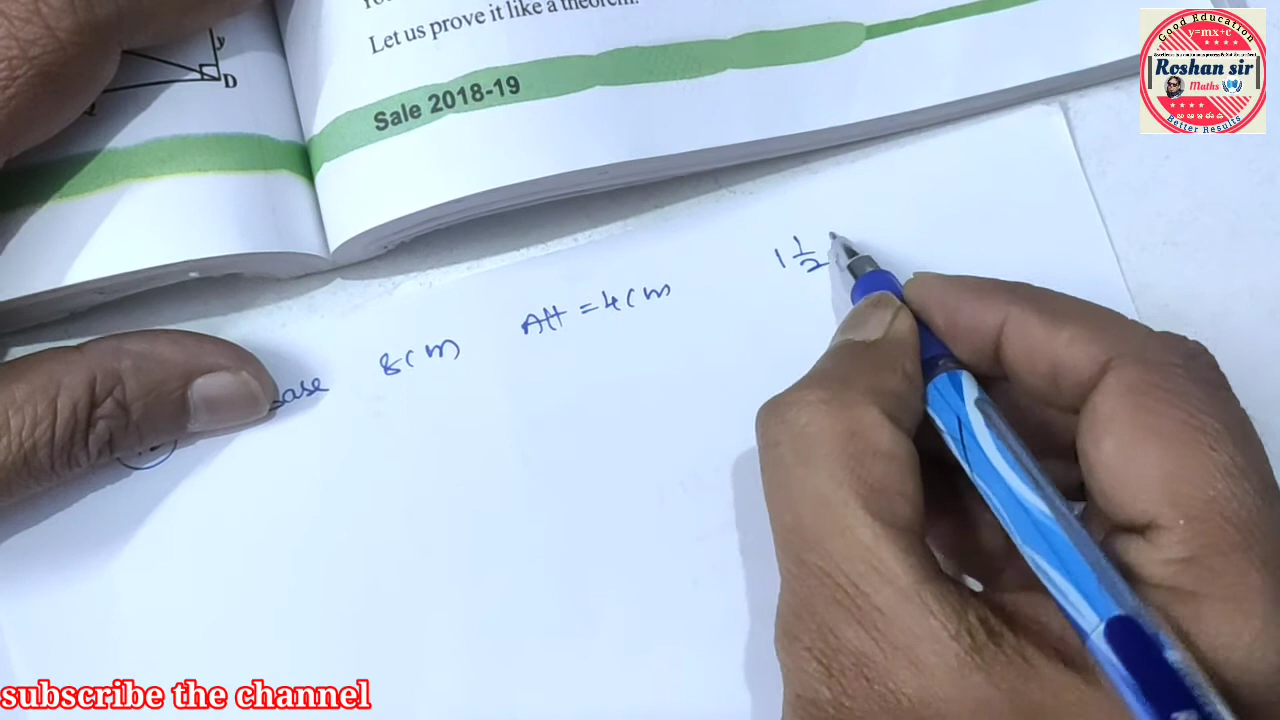 Let us prove it like a theorem.
Sale 2018-19
y
D
ase 8cm Alt = 4cm 1 1/2
Good Education
y=mx+c
Roshan sir
Maths
Better Results
subscribe the channel